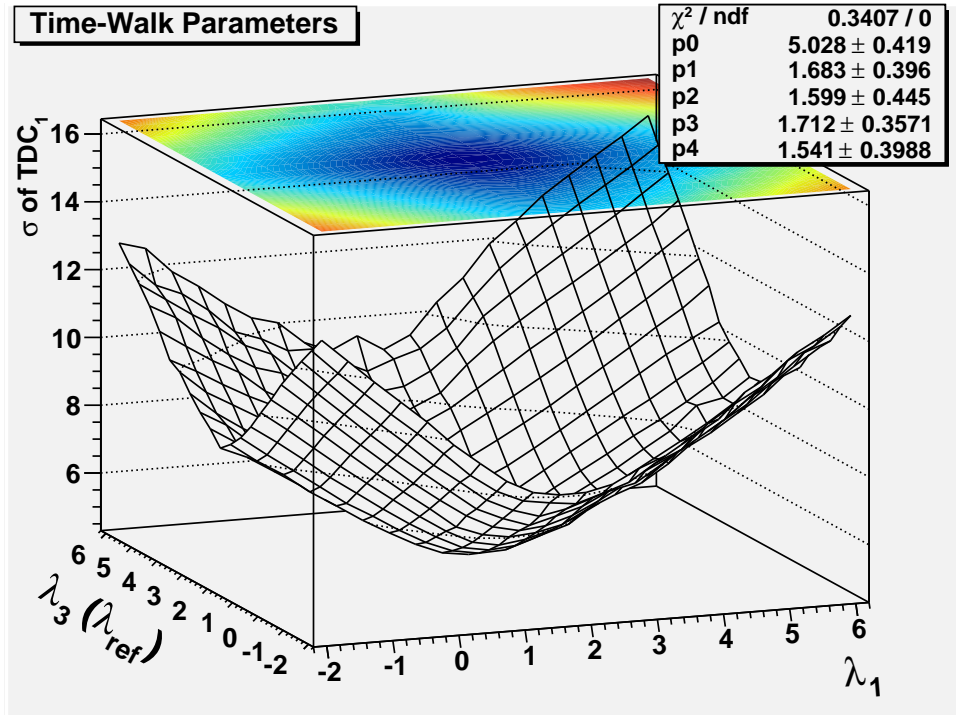 Time-Walk Parameters
χ² / ndf 0.3407 / 0
p0 5.028 ± 0.419
p1 1.683 ± 0.396
p2 1.599 ± 0.445
p3 1.712 ± 0.3571
p4 1.541 ± 0.3988
σ of TDC₁
16
14
12
10
8
6
6 5 4 3 2 1 0 -1 -2
λ₃ (λref)
-2 -1 0 1 2 3 4 5 6
λ₁